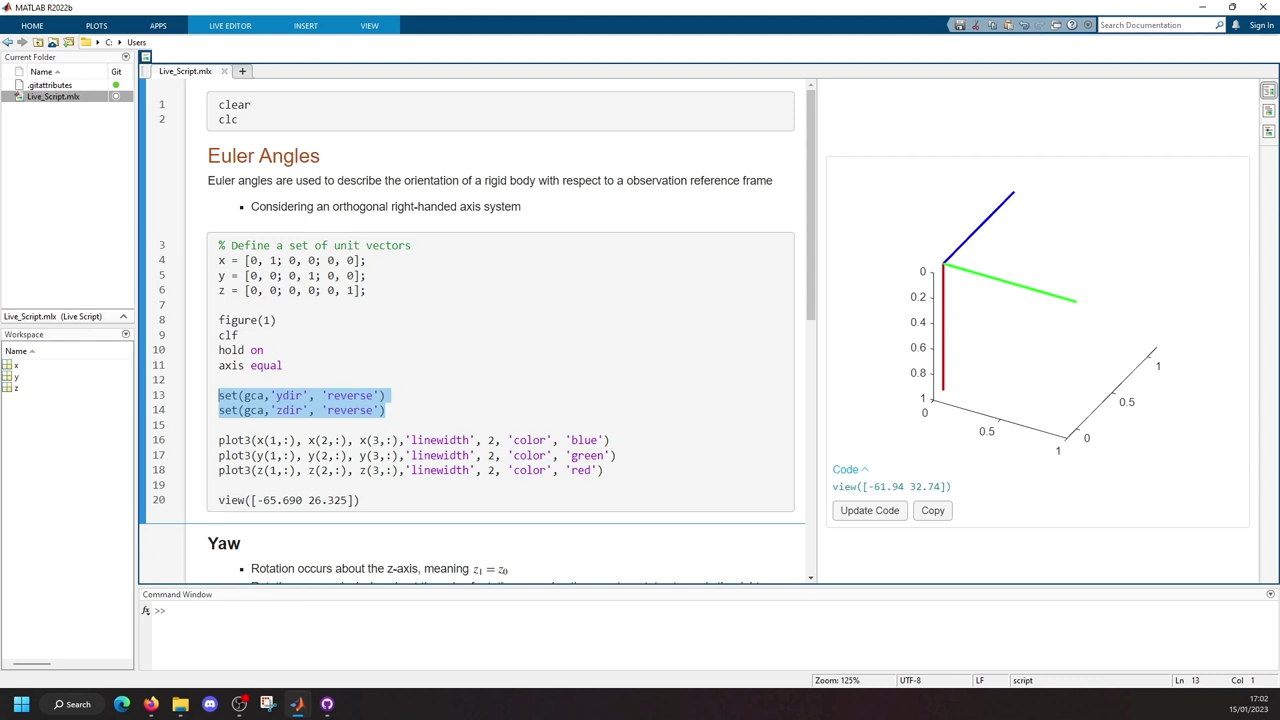 MATLAB R2022b
HOME PLOTS APPS LIVE EDITOR INSERT VIEW
Search Documentation Sign In
C: Users
Current Folder
Name Git
.gitattributes
Live_Script.mlx
Live_Script.mlx (Live Script)
Workspace
Name
x
y
z
Live_Script.mlx
1 clear
2 clc
Euler Angles
Euler angles are used to describe the orientation of a rigid body with respect to a observation reference frame
• Considering an orthogonal right-handed axis system
3 % Define a set of unit vectors
4 x = [0, 1; 0, 0; 0, 0];
5 y = [0, 0; 0, 1; 0, 0];
6 z = [0, 0; 0, 0; 0, 1];
7
8 figure(1)
9 clf
10 hold on
11 axis equal
12
13 set(gca,'ydir', 'reverse')
14 set(gca,'zdir', 'reverse')
15
16 plot3(x(1,:), x(2,:), x(3,:),'linewidth', 2, 'color', 'blue')
17 plot3(y(1,:), y(2,:), y(3,:),'linewidth', 2, 'color', 'green')
18 plot3(z(1,:), z(2,:), z(3,:),'linewidth', 2, 'color', 'red')
19
20 view([-65.690 26.325])
Yaw
• Rotation occurs about the z-axis, meaning z₁ = z₀
0
0.2
0.4
0.6
0.8
1
0
0.5
1
0
0.5
1
Code
view([-61.94 32.74])
Update Code Copy
Command Window
fx >>
Zoom: 125% UTF-8 LF script Ln 13 Col 1
Search
17:02
15/01/2023